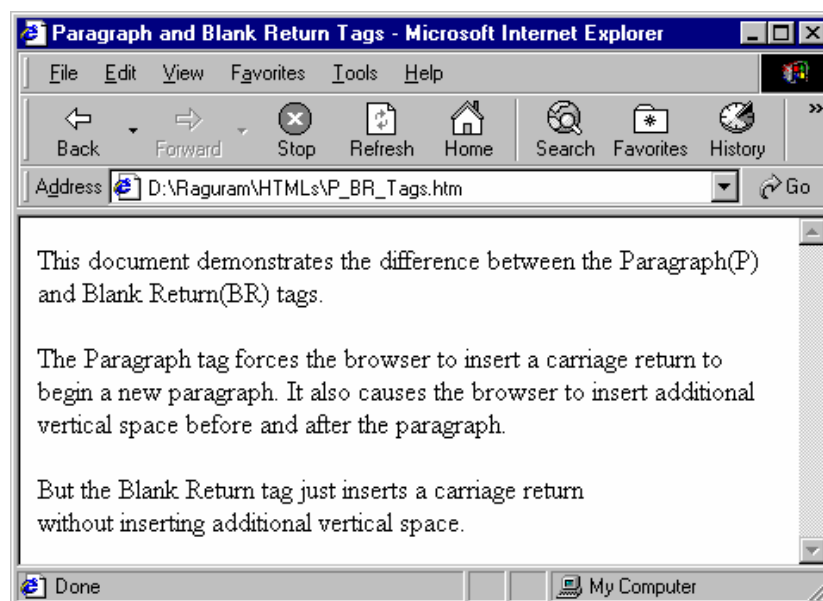 Paragraph and Blank Return Tags - Microsoft Internet Explorer
File Edit View Favorites Tools Help
Back Forward Stop Refresh Home Search Favorites History »
Address D:\Raguram\HTMLs\P_BR_Tags.htm Go
This document demonstrates the difference between the Paragraph(P)
and Blank Return(BR) tags.
The Paragraph tag forces the browser to insert a carriage return to
begin a new paragraph. It also causes the browser to insert additional
vertical space before and after the paragraph.
But the Blank Return tag just inserts a carriage return
without inserting additional vertical space.
Done My Computer